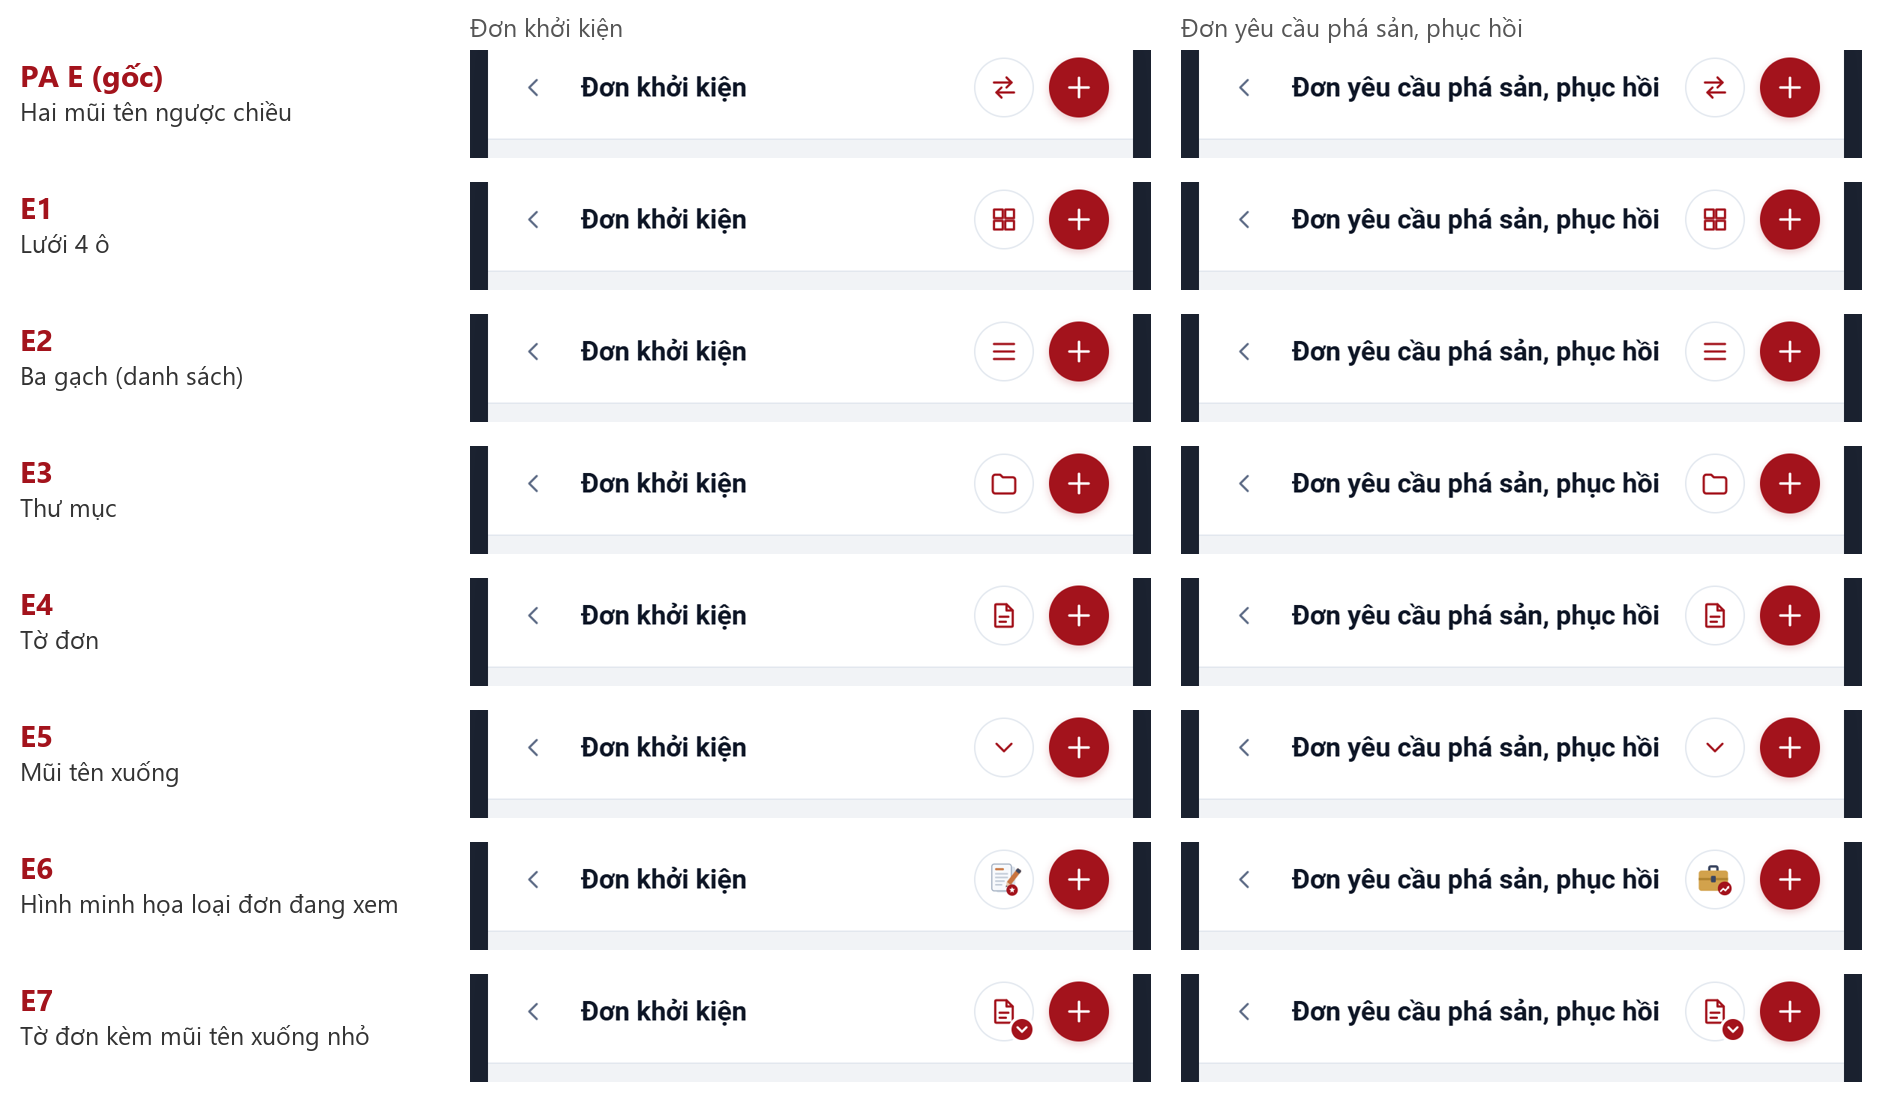 Đơn khởi kiện
Đơn yêu cầu phá sản, phục hồi
PA E (gốc)
Hai mũi tên ngược chiều
Đơn khởi kiện
Đơn yêu cầu phá sản, phục hồi
E1
Lưới 4 ô
Đơn khởi kiện
Đơn yêu cầu phá sản, phục hồi
E2
Ba gạch (danh sách)
Đơn khởi kiện
Đơn yêu cầu phá sản, phục hồi
E3
Thư mục
Đơn khởi kiện
Đơn yêu cầu phá sản, phục hồi
E4
Tờ đơn
Đơn khởi kiện
Đơn yêu cầu phá sản, phục hồi
E5
Mũi tên xuống
Đơn khởi kiện
Đơn yêu cầu phá sản, phục hồi
E6
Hình minh họa loại đơn đang xem
Đơn khởi kiện
Đơn yêu cầu phá sản, phục hồi
E7
Tờ đơn kèm mũi tên xuống nhỏ
Đơn khởi kiện
Đơn yêu cầu phá sản, phục hồi